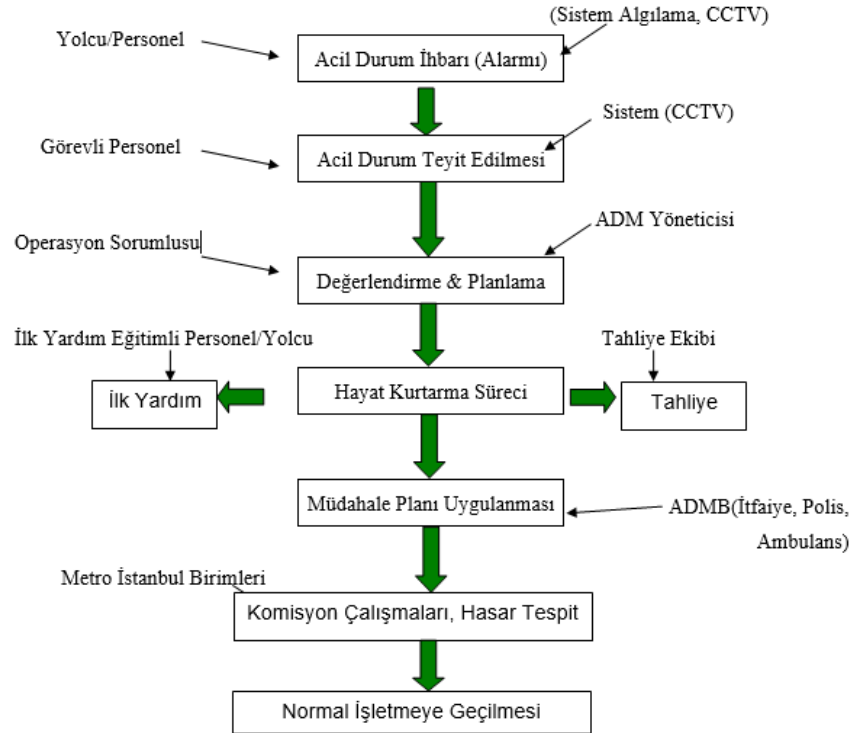 (Sistem Algılama, CCTV)
Yolcu/Personel
Acil Durum İhbarı (Alarmı)
Sistem (CCTV)
Görevli Personel
Acil Durum Teyit Edilmesi
ADM Yöneticisi
Operasyon Sorumlusu
Değerlendirme & Planlama
İlk Yardım Eğitimli Personel/Yolcu
Tahliye Ekibi
İlk Yardım
Hayat Kurtarma Süreci
Tahliye
Müdahale Planı Uygulanması
ADMB(İtfaiye, Polis,
Ambulans)
Metro İstanbul Birimleri
Komisyon Çalışmaları, Hasar Tespit
Normal İşletmeye Geçilmesi